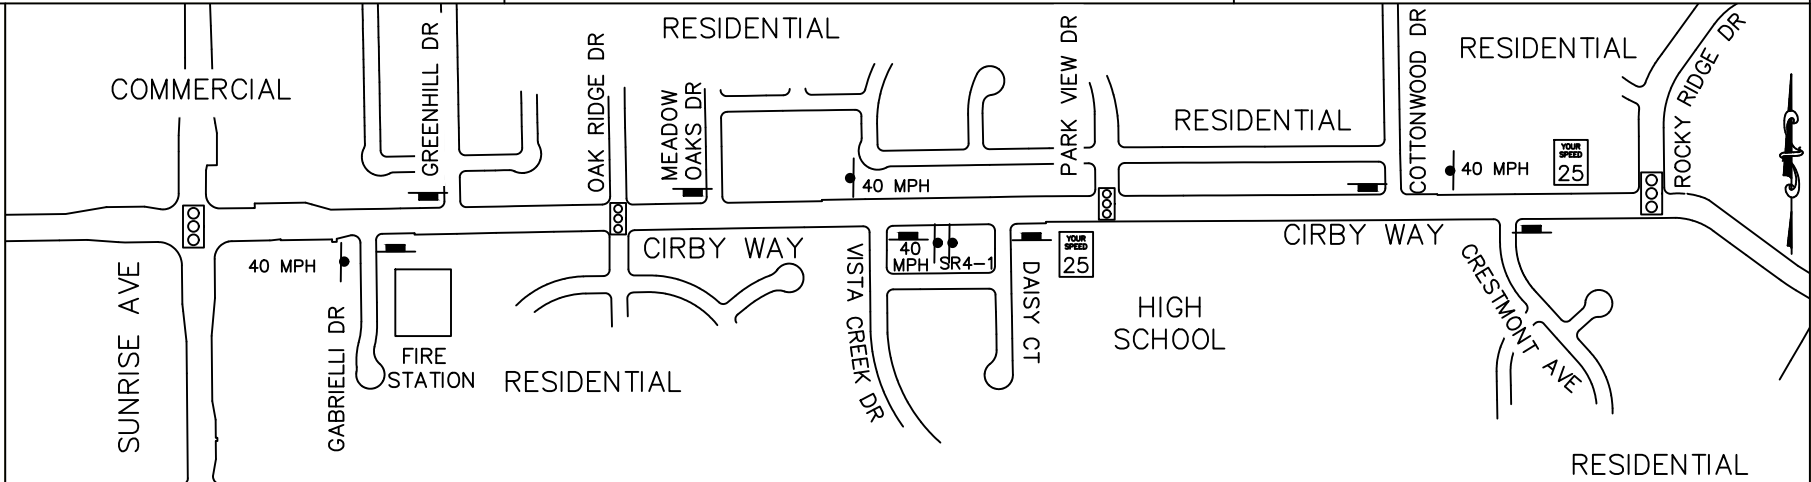 RESIDENTIAL
COMMERCIAL
GREENHILL DR
OAK RIDGE DR
MEADOW
OAKS DR
PARK VIEW DR
RESIDENTIAL
COTTONWOOD DR
RESIDENTIAL
ROCKY RIDGE DR
YOUR
SPEED
25
40 MPH
40 MPH
CIRBY WAY
CIRBY WAY
40 MPH
SUNRISE AVE
GABRIELLI DR
FIRE
STATION
RESIDENTIAL
VISTA CREEK DR
40
MPH
SR4-1
DAISY CT
YOUR
SPEED
25
HIGH
SCHOOL
CRESTMONT AVE
RESIDENTIAL